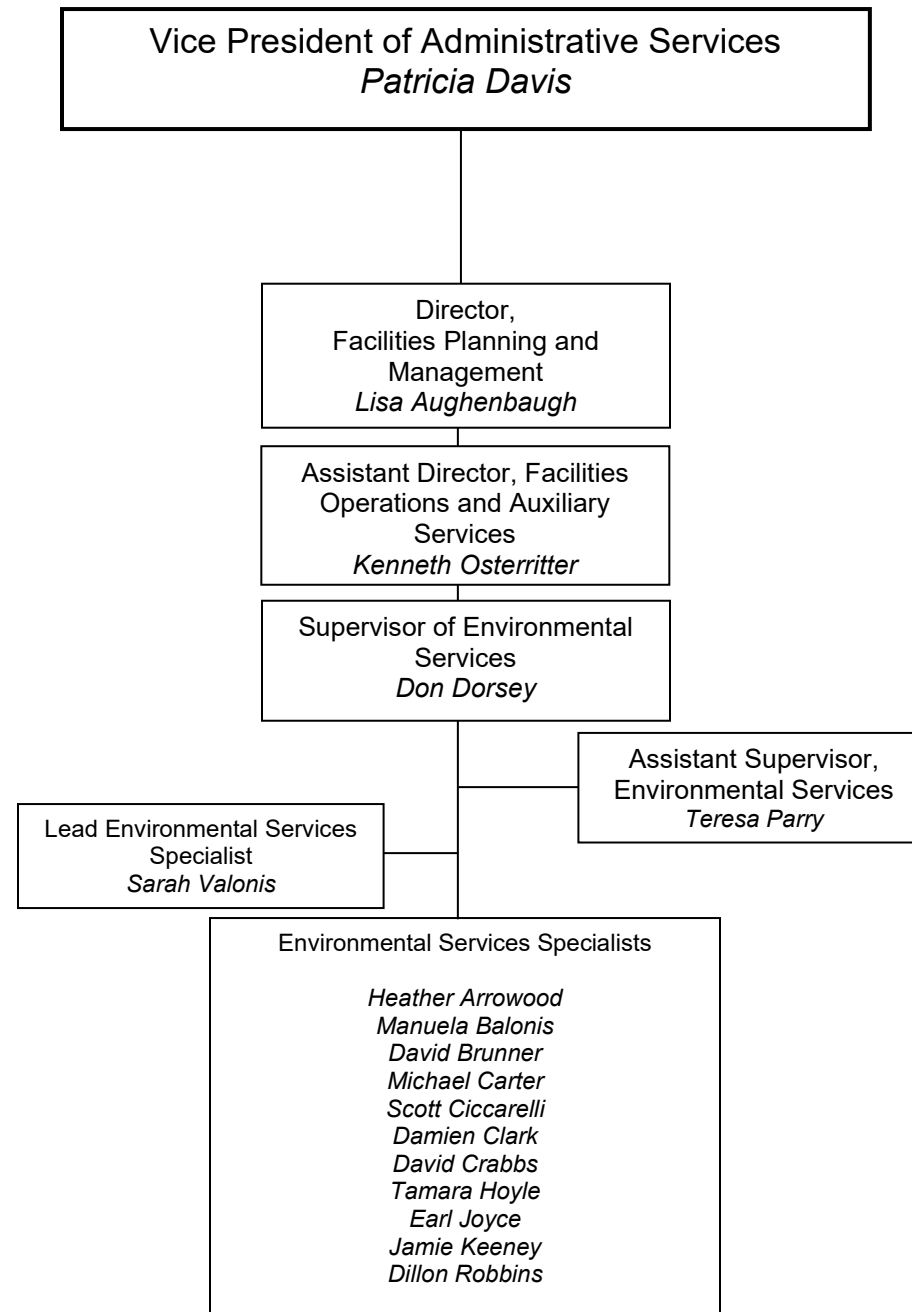 Vice President of Administrative Services
Patricia Davis
Director,
Facilities Planning and
Management
Lisa Aughenbaugh
Assistant Director, Facilities
Operations and Auxiliary
Services
Kenneth Osterritter
Supervisor of Environmental
Services
Don Dorsey
Assistant Supervisor,
Environmental Services
Teresa Parry
Lead Environmental Services
Specialist
Sarah Valonis
Environmental Services Specialists
Heather Arrowood
Manuela Balonis
David Brunner
Michael Carter
Scott Ciccarelli
Damien Clark
David Crabbs
Tamara Hoyle
Earl Joyce
Jamie Keeney
Dillon Robbins